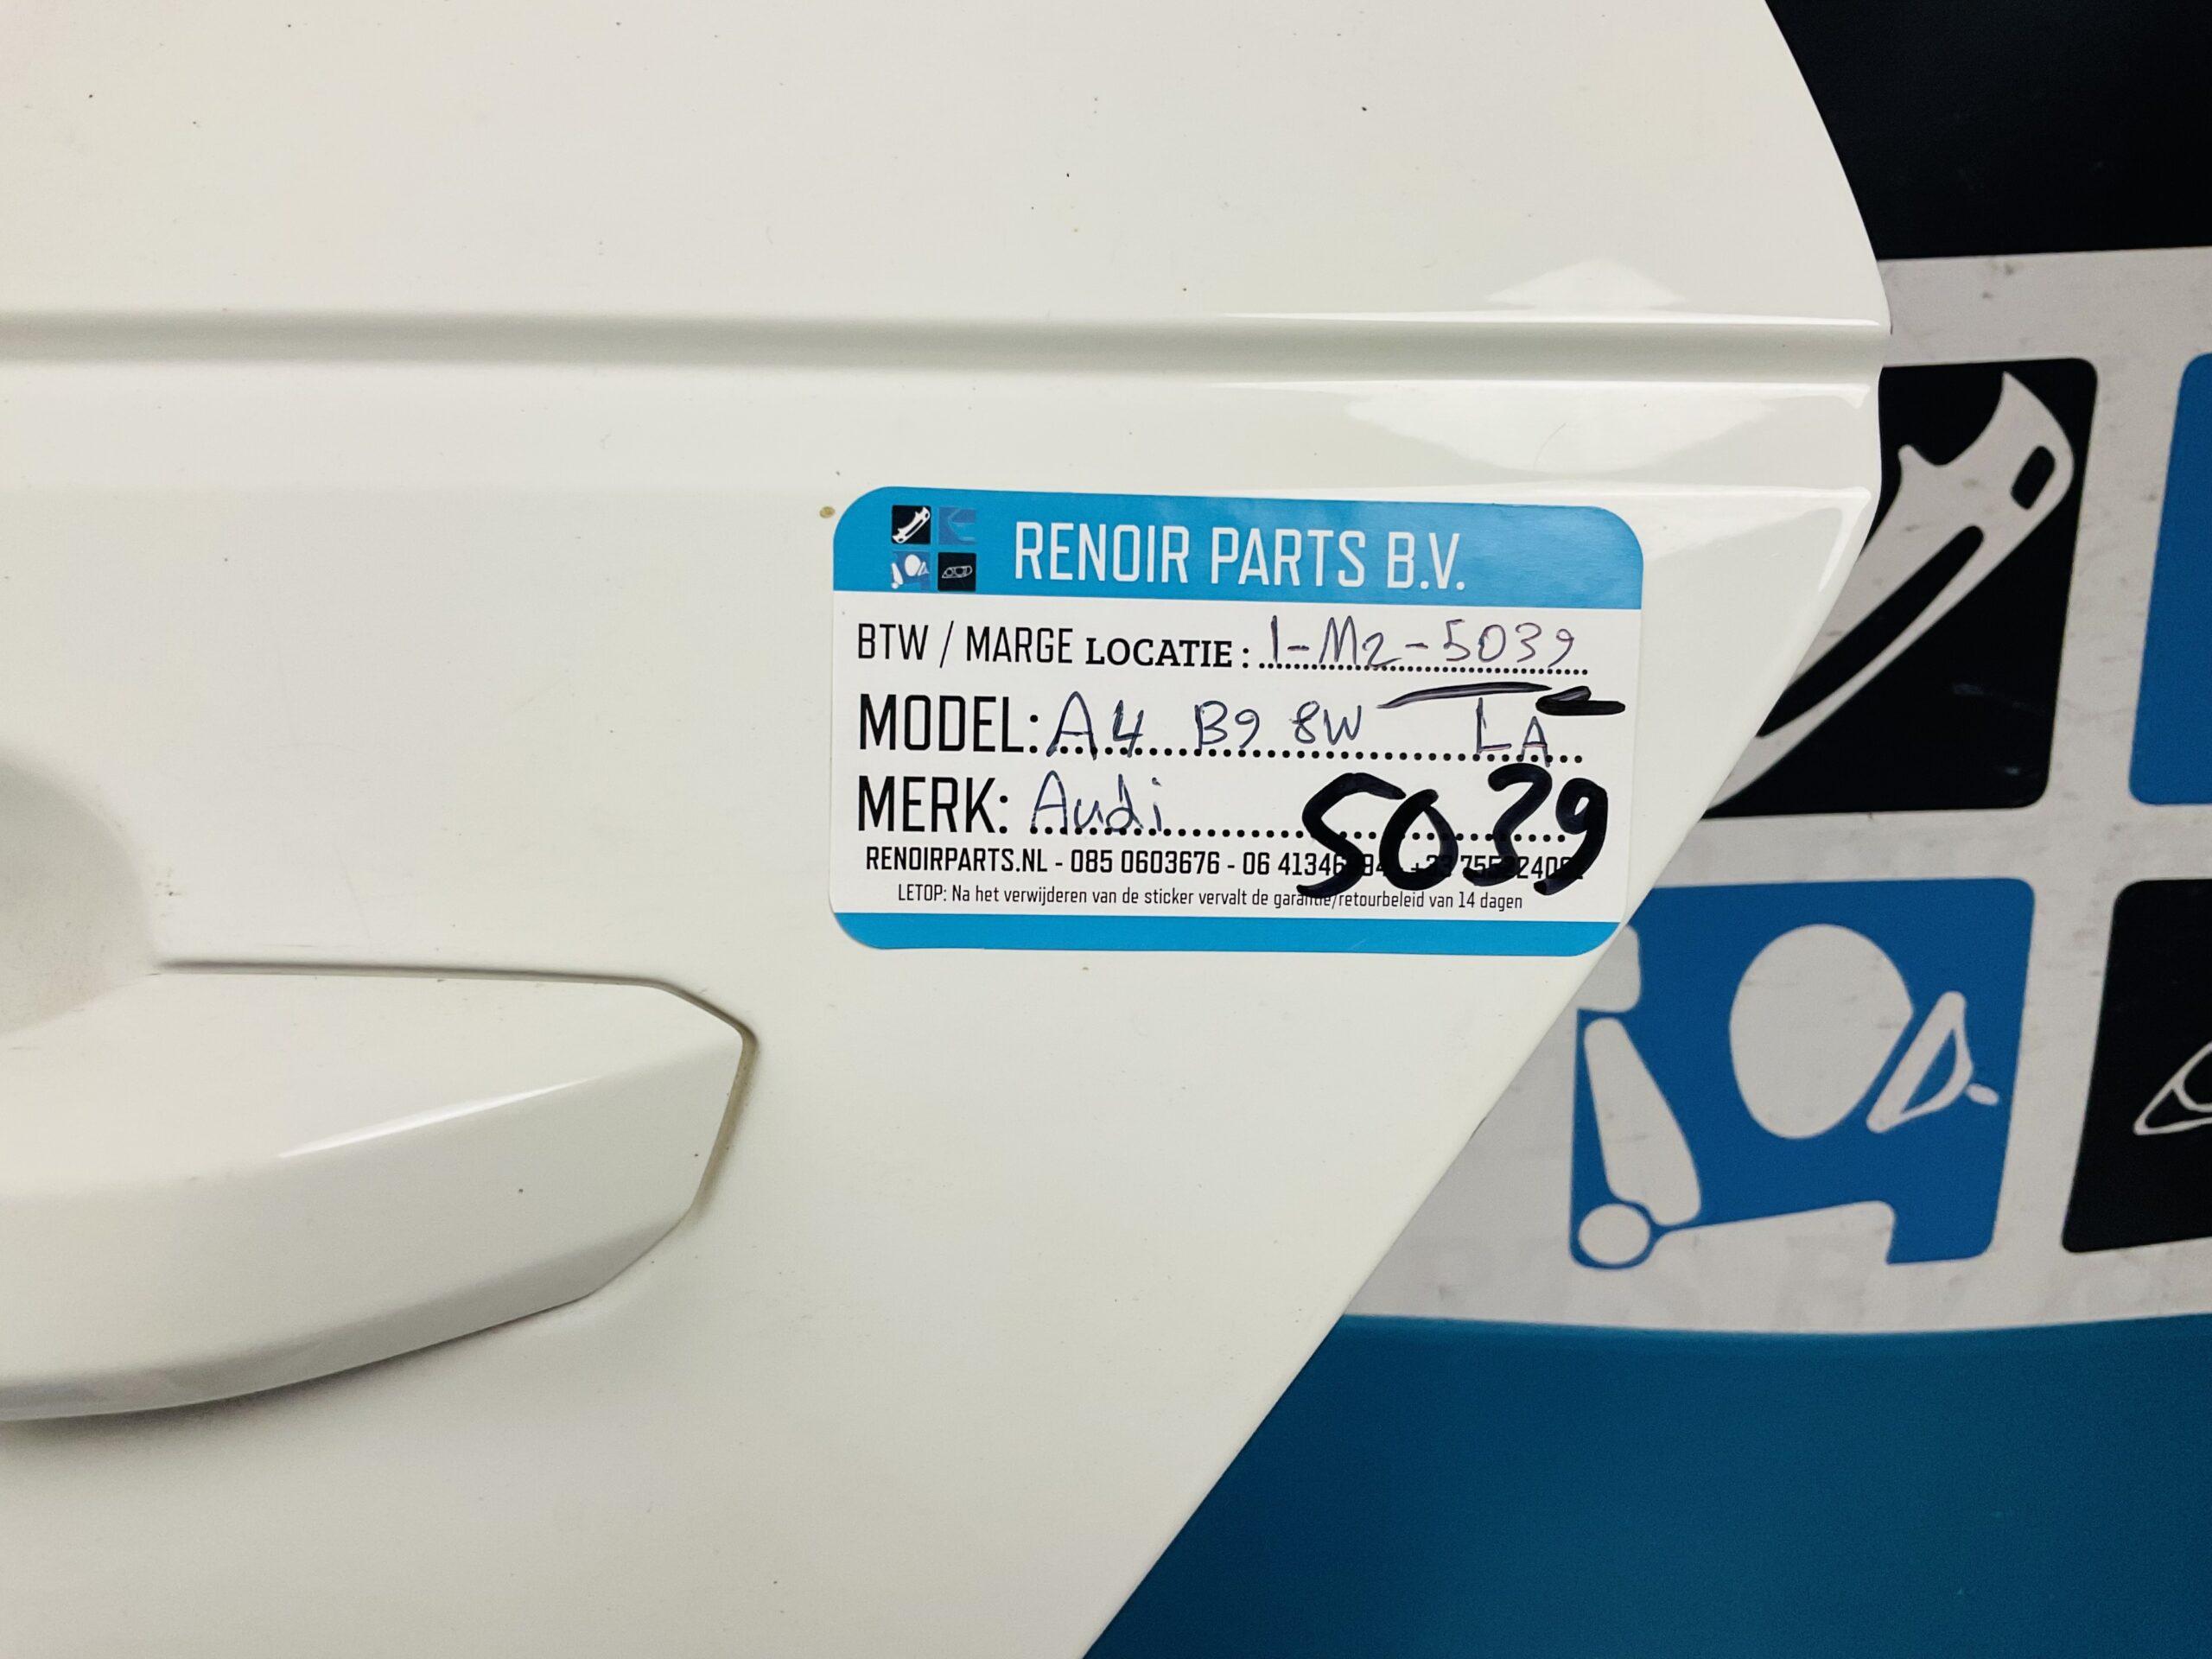 RENOIR PARTS B.V.
BTW / MARGE LOCATIE: 1-M2-5039
MODEL: A4 B9 8W LA
MERK: Audi 5039
RENOIRPARTS.NL - 085 0603676 - 06
LETOP: Na het verwijderen van de sticker vervalt de garantie/retourbeleid van 14 dagen